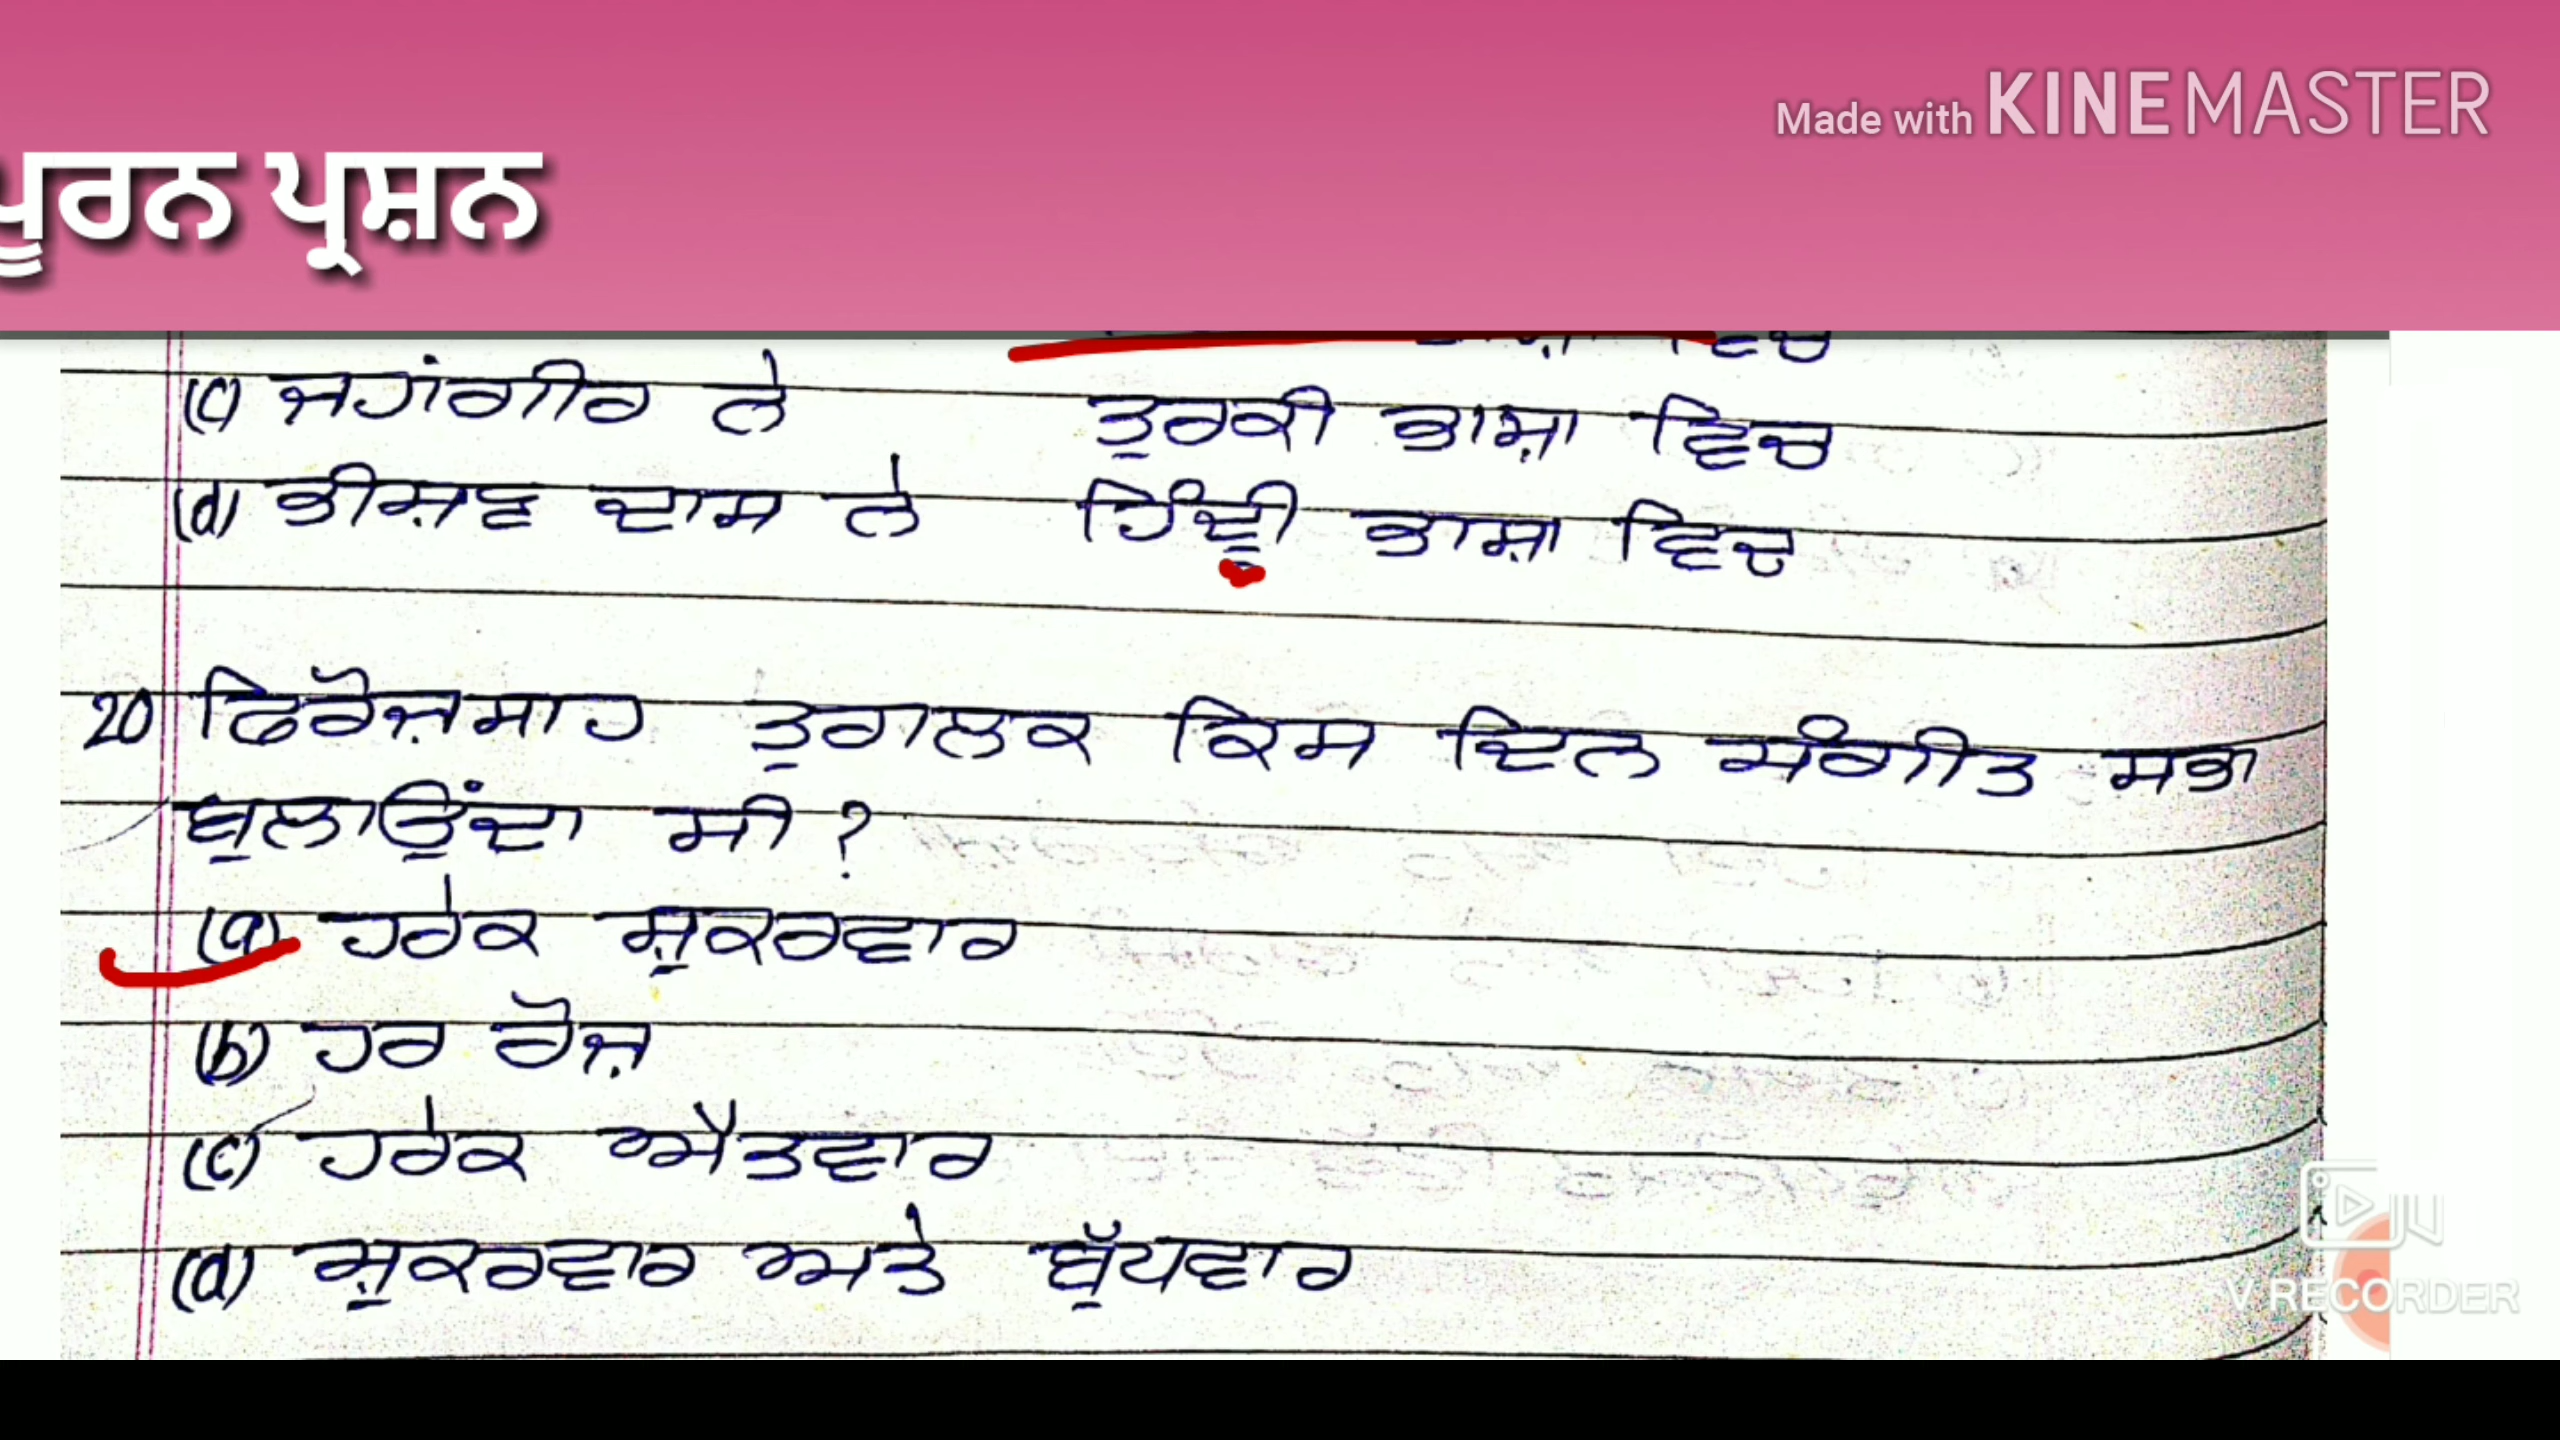 Made with KINEMASTER
ਪੂਰਨ ਪ੍ਰਸ਼ਨ
ਵਿਚ
(c) ਜਹਾਂਗੀਰ ਨੇ ਤੁਰਕੀ ਭਾਸ਼ਾ ਵਿਚ
(d) ਭੀਸ਼ਣ ਦਾਸ ਨੇ ਹਿੰਦੂੀ ਭਾਸ਼ਾ ਵਿਚ
20 ਫਿਰੋਜ਼ਸਾਹ ਤੁਗਲਕ ਕਿਸ ਦਿਨ ਸੰਗੀਤ ਸਭਾ
ਬੁਲਾਉਂਦਾ ਸੀ ?
(a) ਹਰੇਕ ਸ਼ੁਕਰਵਾਰ
(b) ਹਰ ਰੋਜ਼
(c) ਹਰੇਕ ਐਤਵਾਰ
(d) ਸ਼ੁਕਰਵਾਰ ਅਤੇ ਬੁੱਧਵਾਰ
V RECORDER